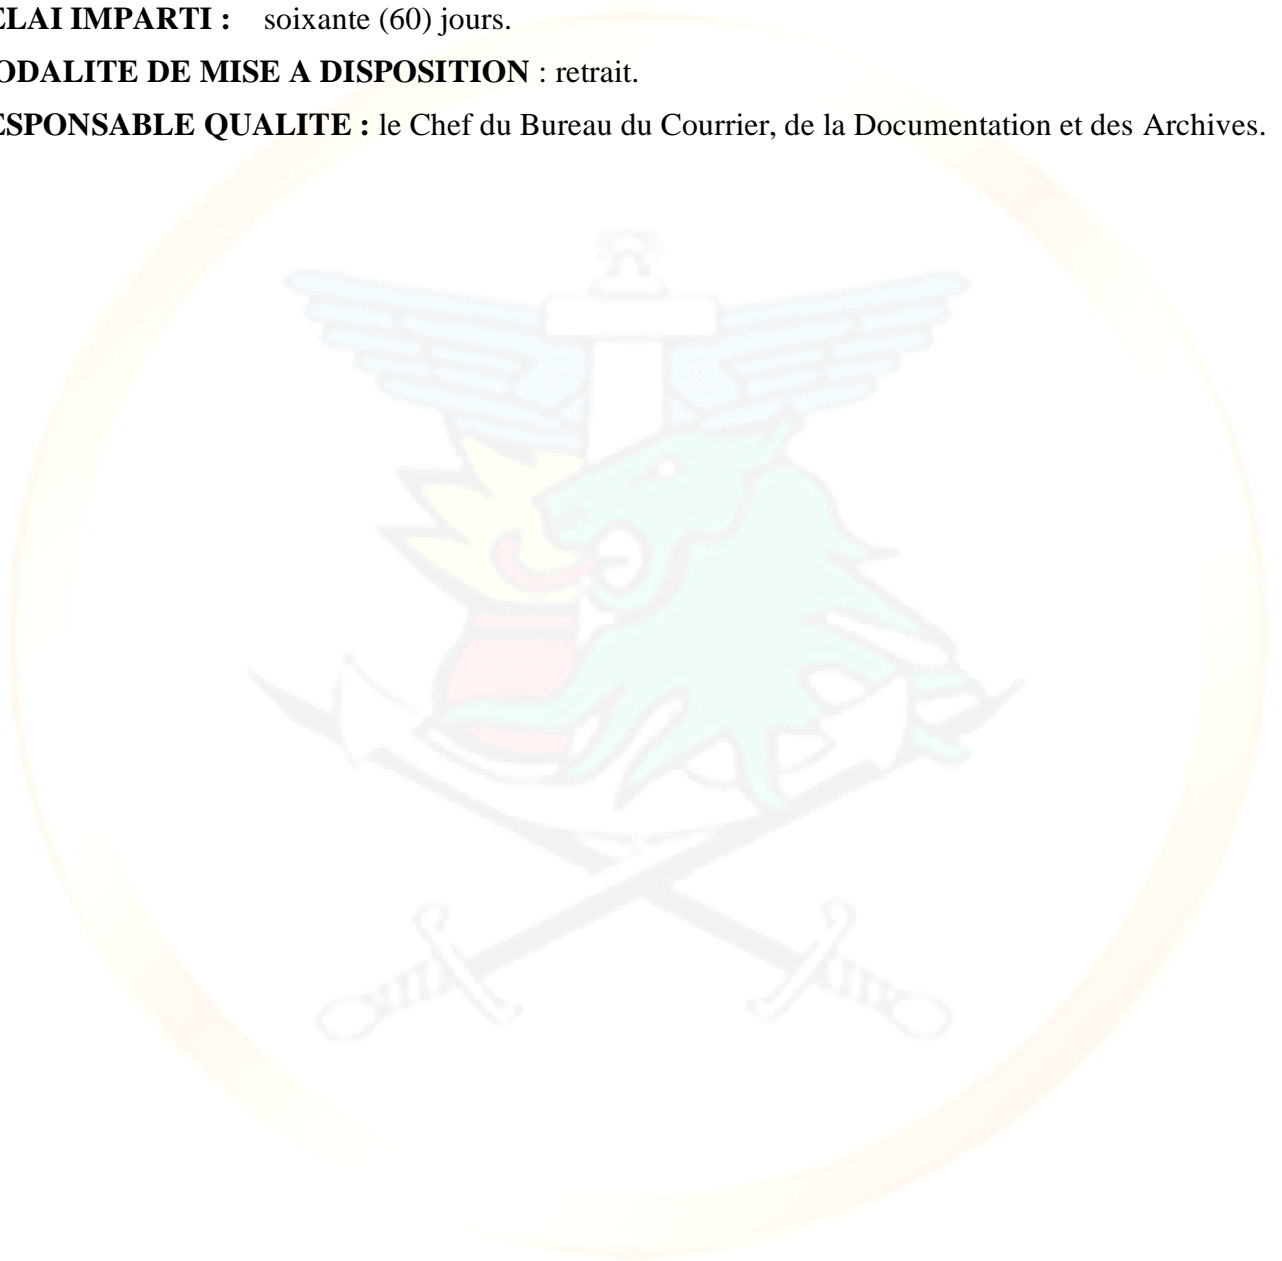 ELAI IMPARTI : soixante (60) jours.
ODALITE DE MISE A DISPOSITION : retrait.
ESPONSABLE QUALITE : le Chef du Bureau du Courrier, de la Documentation et des Archives.